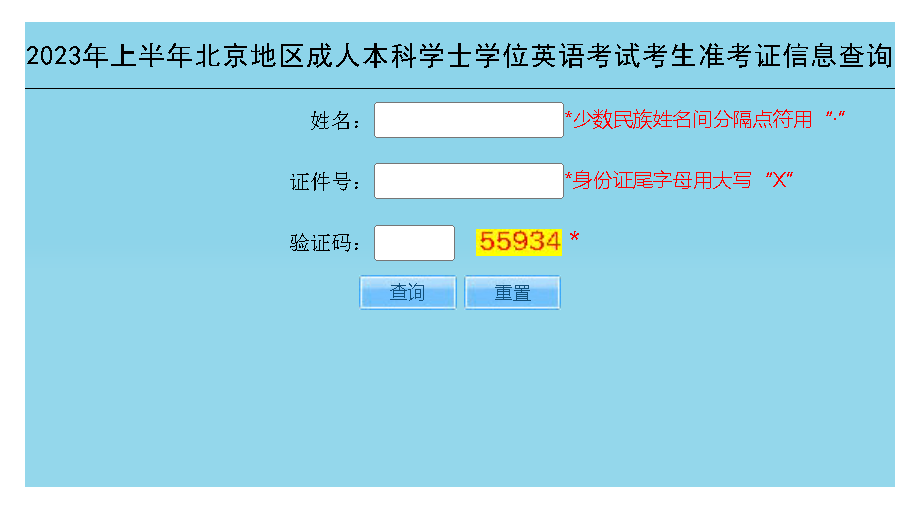 2023年上半年北京地区成人本科学士学位英语考试考生准考证信息查询
姓名： *少数民族姓名间分隔点符用“·”
证件号： *身份证尾字母用大写“X”
验证码： 55934 *
查询 重置